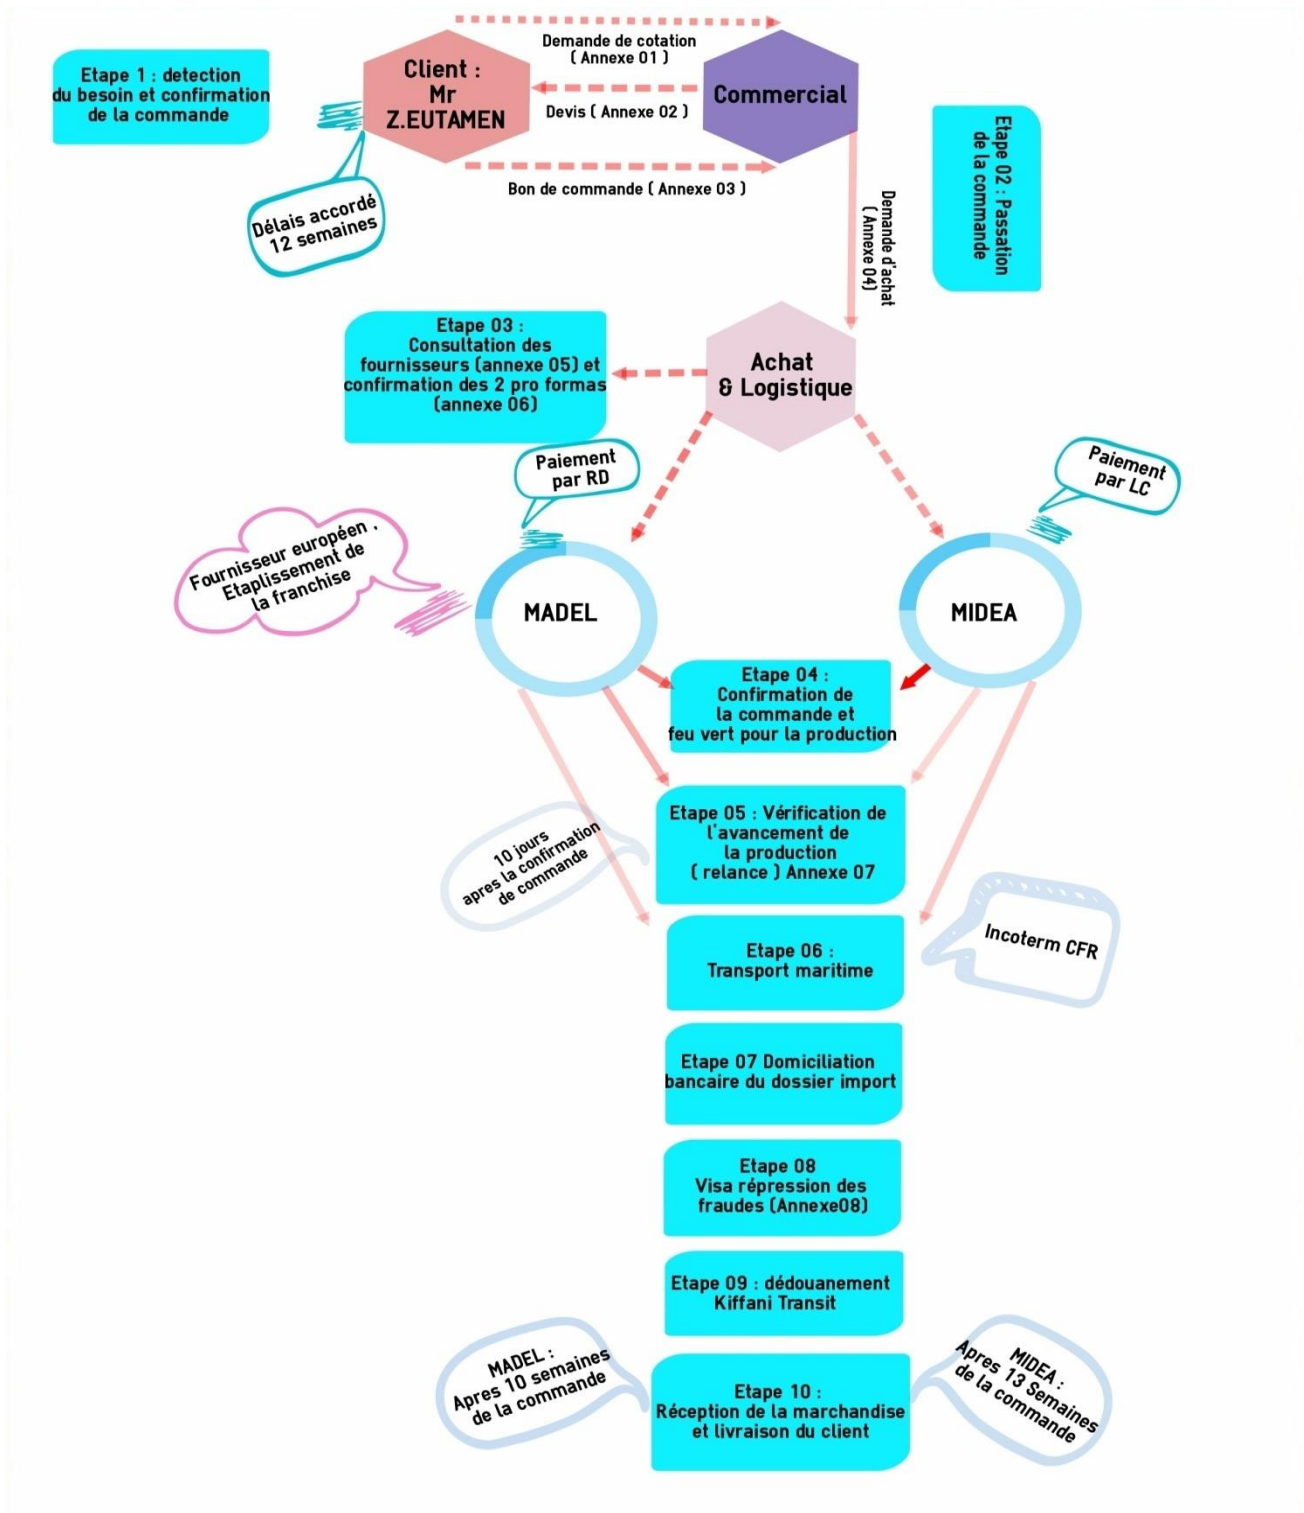 Etape 1 : detection
du besoin et confirmation
de la commande
Client :
Mr
Z.EUTAMEN
Demande de cotation
( Annexe 01 )
Devis ( Annexe 02 )
Bon de commande ( Annexe 03 )
Commercial
Délais accordé
12 semaines
Demande d'achat
( Annexe 04)
Etape 02 : Passation
de la commande
Etape 03 :
Consultation des
fournisseurs (annexe 05) et
confirmation des 2 pro formas
(annexe 06)
Achat
& Logistique
Paiement
par RD
Paiement
par LC
Fournisseur européen .
Etaplissement de
la franchise
MADEL
MIDEA
Etape 04 :
Confirmation de
la commande et
feu vert pour la production
Etape 05 : Vérification de
l'avancement de
la production
( relance ) Annexe 07
10 jours
apres la confirmation
de commande
Etape 06 :
Transport maritime
Incoterm CFR
Etape 07 Domiciliation
bancaire du dossier import
Etape 08
Visa répression des
fraudes (Annexe08)
Etape 09 : dédouanement
Kiffani Transit
MADEL :
Apres 10 semaines
de la commande
Etape 10 :
Réception de la marchandise
et livraison du client
MIDEA :
Apres 13 Semaines
de la commande